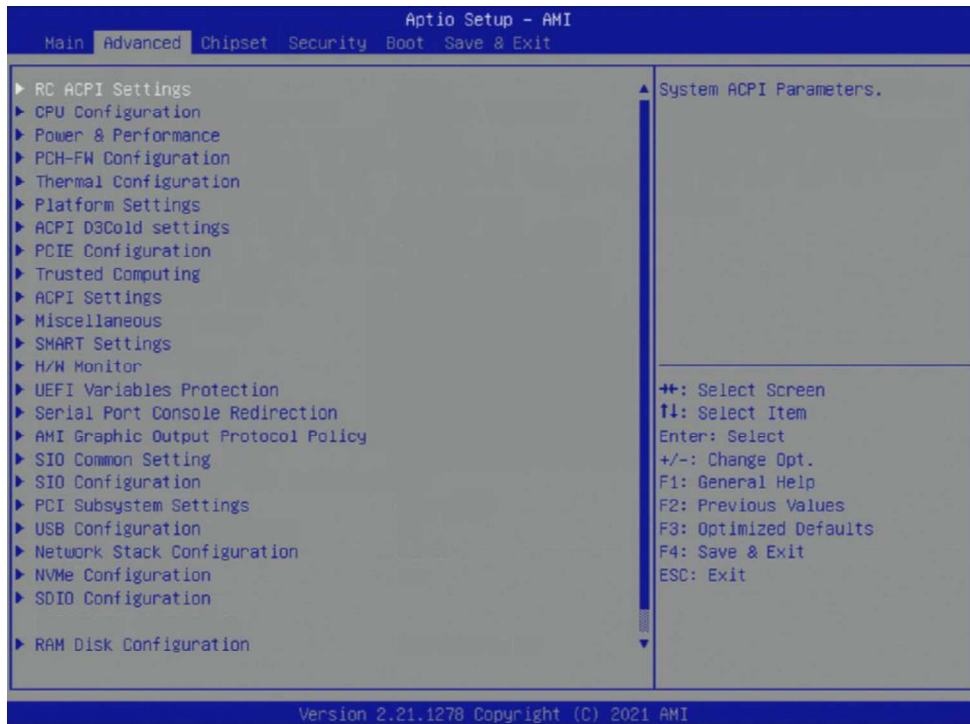 Aptio Setup – AMI
Main Advanced Chipset Security Boot Save & Exit
RC ACPI Settings
CPU Configuration
Power & Performance
PCH-FW Configuration
Thermal Configuration
Platform Settings
ACPI D3Cold settings
PCIE Configuration
Trusted Computing
ACPI Settings
Miscellaneous
SMART Settings
H/W Monitor
UEFI Variables Protection
Serial Port Console Redirection
AMI Graphic Output Protocol Policy
SIO Common Setting
SIO Configuration
PCI Subsystem Settings
USB Configuration
Network Stack Configuration
NVMe Configuration
SDIO Configuration
RAM Disk Configuration
System ACPI Parameters.
→←: Select Screen
↑↓: Select Item
Enter: Select
+/-: Change Opt.
F1: General Help
F2: Previous Values
F3: Optimized Defaults
F4: Save & Exit
ESC: Exit
Version 2.21.1278 Copyright (C) 2021 AMI